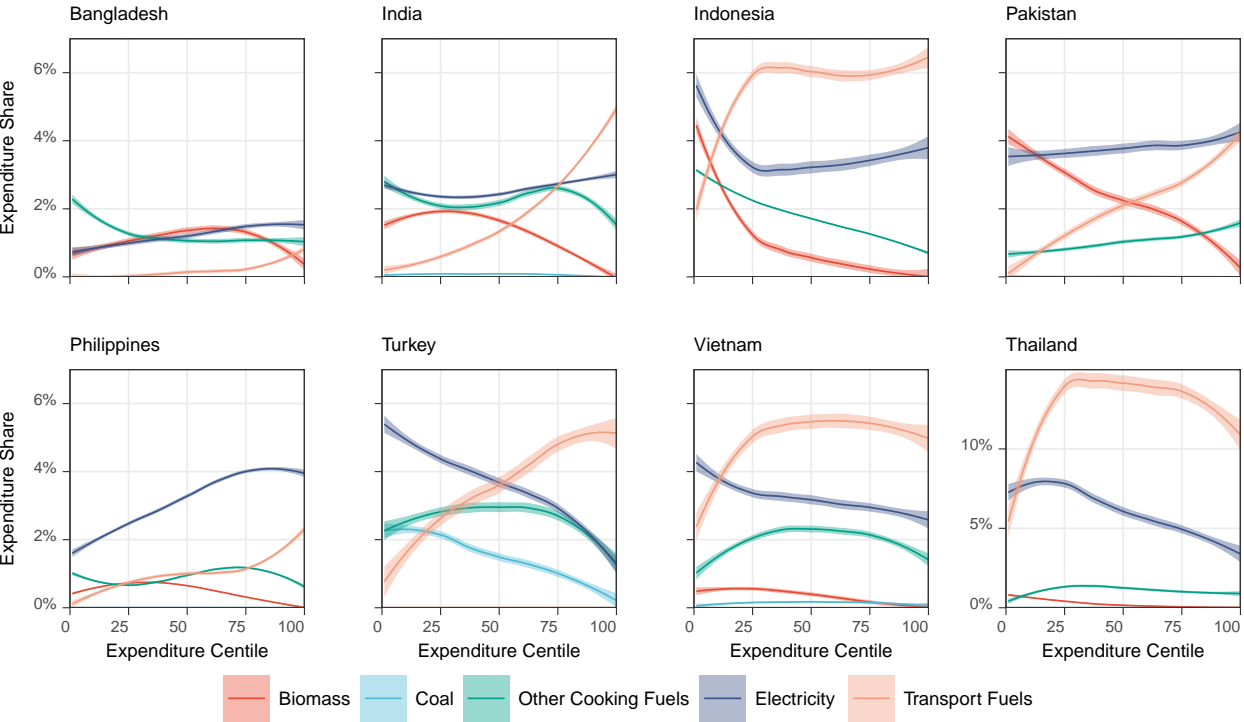 Bangladesh India Indonesia Pakistan
Expenditure Share
6%
4%
2%
0%
Philippines Turkey Vietnam Thailand
Expenditure Share
6%
4%
2%
0%
10%
5%
0%
0 25 50 75 100 0 25 50 75 100 0 25 50 75 100 0 25 50 75 100
Expenditure Centile Expenditure Centile Expenditure Centile Expenditure Centile
Biomass Coal Other Cooking Fuels Electricity Transport Fuels